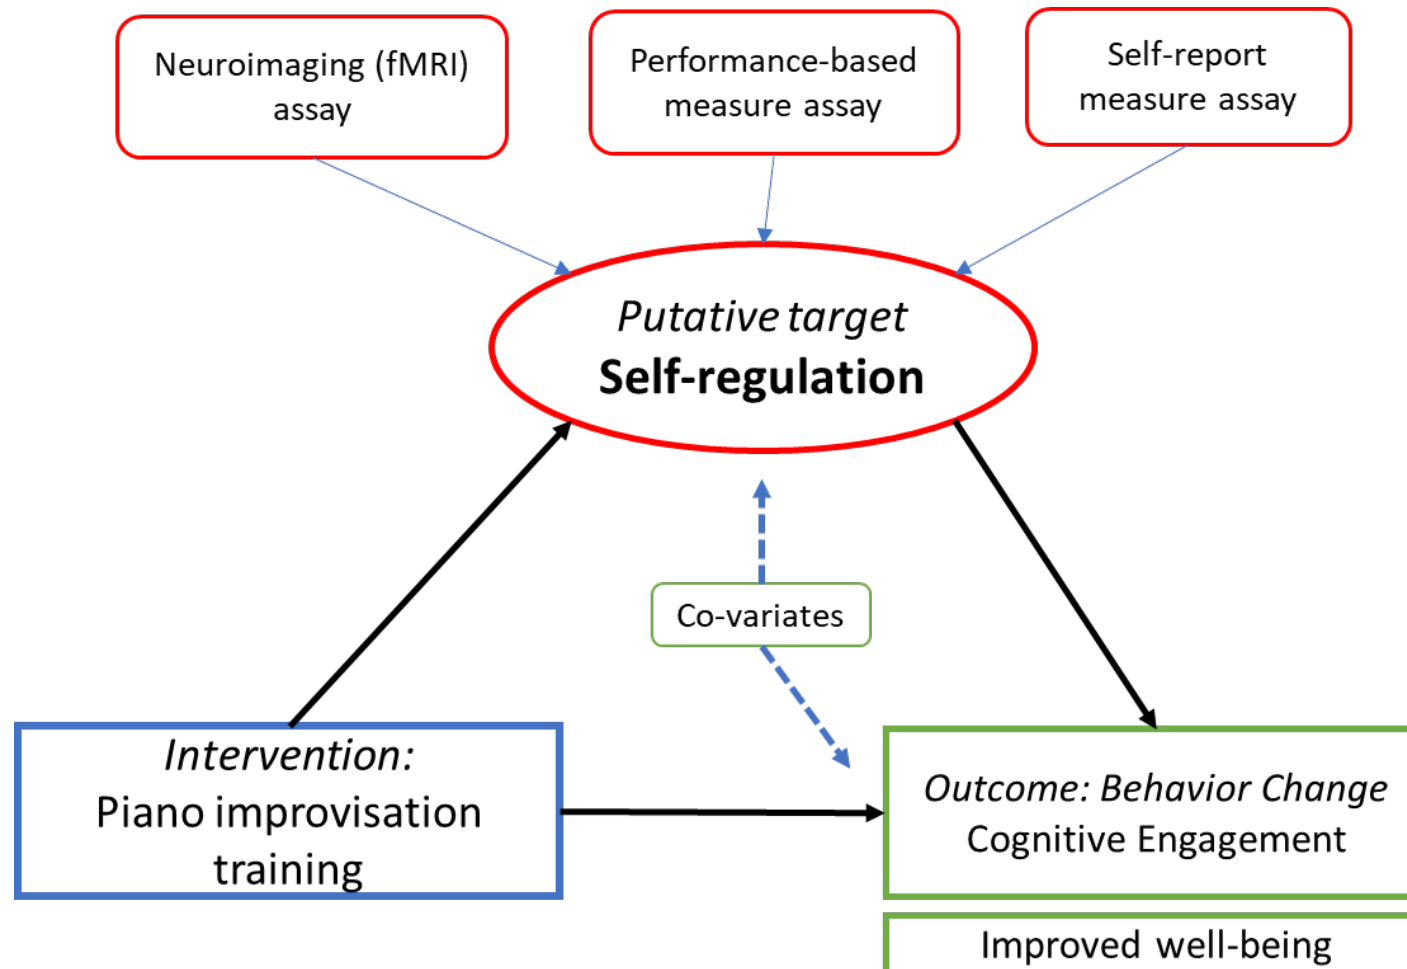 Neuroimaging (fMRI)
assay
Performance-based
measure assay
Self-report
measure assay
Putative target
Self-regulation
Co-variates
Intervention:
Piano improvisation
training
Outcome: Behavior Change
Cognitive Engagement
Improved well-being